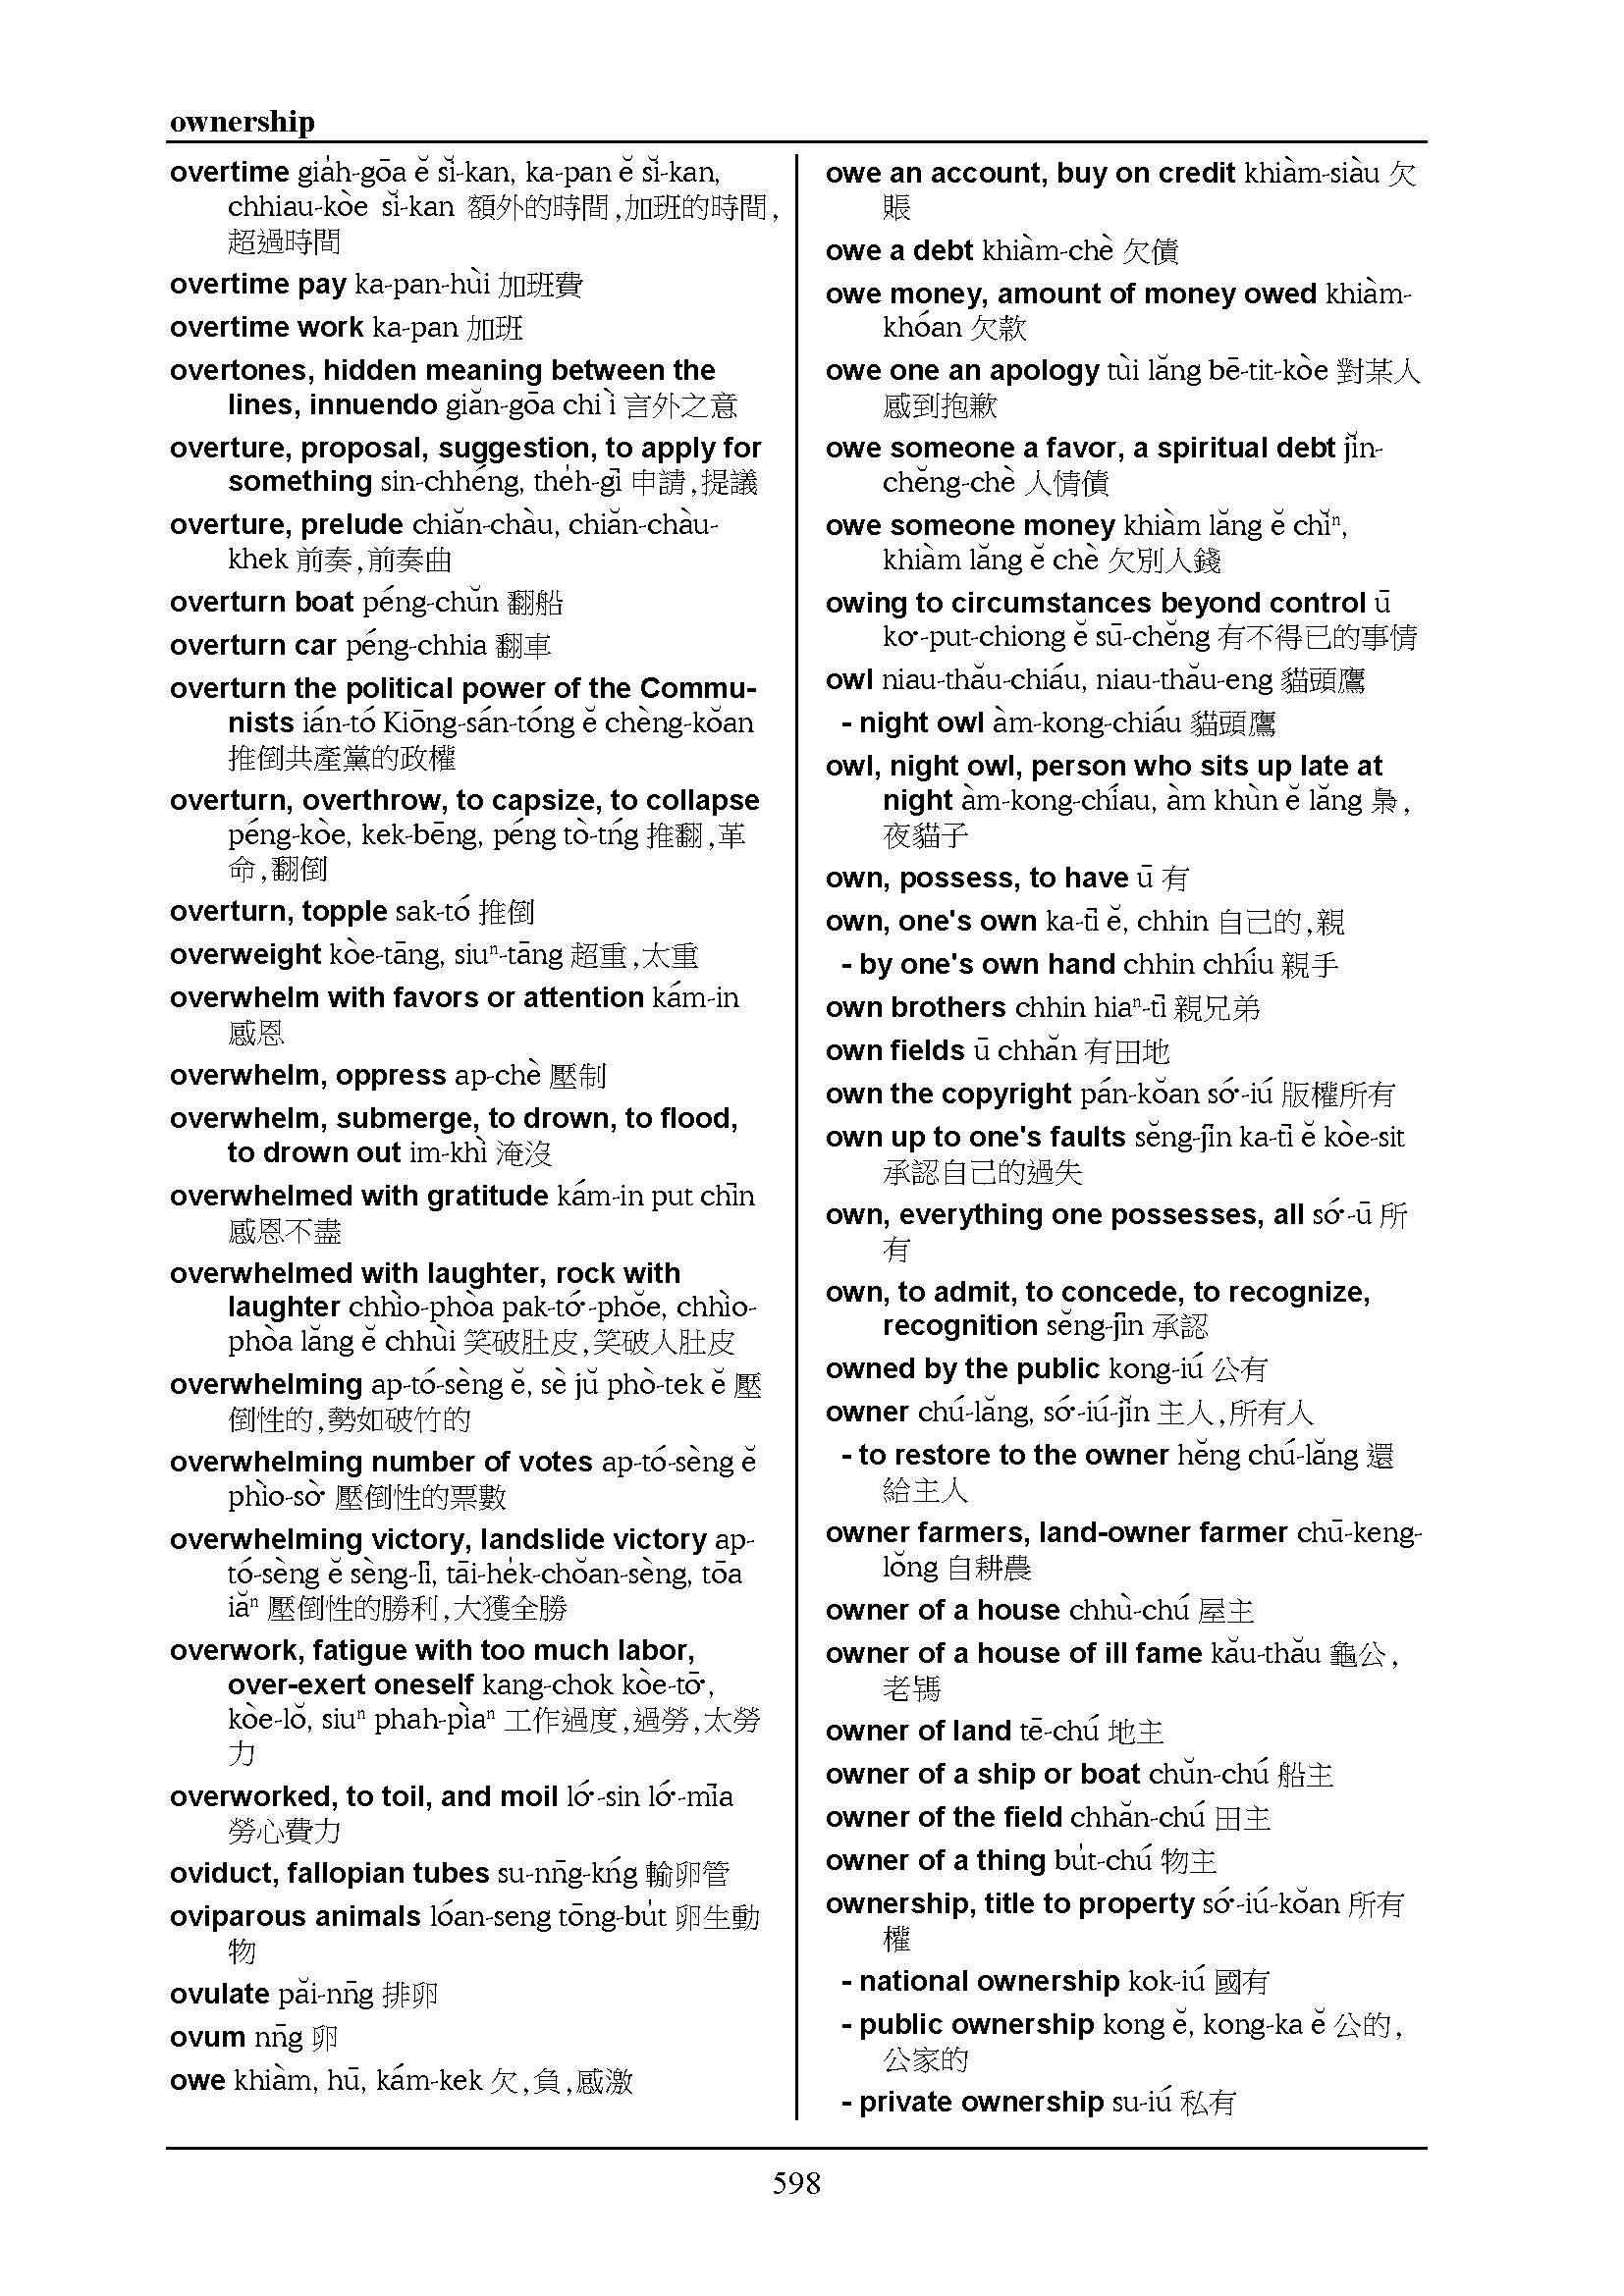 ownership
overtime gia̍h-gōa ĕ sĭ-kan, ka-pan ĕ sĭ-kan,
chhiau-kòe sĭ-kan 額外的時間,加班的時間,
超過時間
overtime pay ka-pan-hùi 加班費
overtime work ka-pan 加班
overtones, hidden meaning between the
lines, innuendo giăn-gōa chi ì 言外之意
overture, proposal, suggestion, to apply for
something sin-chhéng, the̍h-gī 申請,提議
overture, prelude chiăn-chàu, chiăn-chàu-
khek 前奏,前奏曲
overturn boat péng-chŭn 翻船
overturn car péng-chhia 翻車
overturn the political power of the Commu-
nists ián-tó Kiōng-sán-tóng ĕ chèng-kŏan
推倒共產黨的政權
overturn, overthrow, to capsize, to collapse
péng-kòe, kek-bēng, péng tò-tńg 推翻,革
命,翻倒
overturn, topple sak-tó 推倒
overweight kòe-tāng, siuⁿ-tāng 超重,太重
overwhelm with favors or attention kám-in
感恩
overwhelm, oppress ap-chè 壓制
overwhelm, submerge, to drown, to flood,
to drown out im-khì 淹沒
overwhelmed with gratitude kám-in put chīn
感恩不盡
overwhelmed with laughter, rock with
laughter chhìo-phòa pak-tó͘-phŏe, chhìo-
phòa lăng ĕ chhùi 笑破肚皮,笑破人肚皮
overwhelming ap-tó-sèng ĕ, sè jŭ phò-tek ĕ 壓
倒性的,勢如破竹的
overwhelming number of votes ap-tó-sèng ĕ
phìo-sò͘ 壓倒性的票數
overwhelming victory, landslide victory ap-
tó-sèng ĕ sèng-lī, tāi-he̍k-chŏan-sèng, tōa
iăⁿ 壓倒性的勝利,大獲全勝
overwork, fatigue with too much labor,
over-exert oneself kang-chok kòe-tō͘,
kòe-lŏ, siuⁿ phah-pìaⁿ 工作過度,過勞,太勞
力
overworked, to toil, and moil ló͘-sin ló͘-mīa
勞心費力
oviduct, fallopian tubes su-nn̄g-kńg 輸卵管
oviparous animals lóan-seng tōng-bu̍t 卵生動
物
ovulate păi-nn̄g 排卵
ovum nn̄g 卵
owe khiàm, hū, kám-kek 欠,負,感激
owe an account, buy on credit khiàm-siàu 欠
賬
owe a debt khiàm-chè 欠債
owe money, amount of money owed khiàm-
khóan 欠款
owe one an apology tùi lăng bē-tit-kòe 對某人
感到抱歉
owe someone a favor, a spiritual debt jĭn-
chĕng-chè 人情債
owe someone money khiàm lăng ĕ chĭⁿ,
khiàm lăng ĕ chè 欠別人錢
owing to circumstances beyond control ū
ko͘-put-chiong ĕ sū-chĕng 有不得已的事情
owl niau-thău-chiáu, niau-thău-eng 貓頭鷹
- night owl àm-kong-chiáu 貓頭鷹
owl, night owl, person who sits up late at
night àm-kong-chíau, àm khùn ĕ lăng 梟,
夜貓子
own, possess, to have ū 有
own, one's own ka-tī ĕ, chhin 自己的,親
- by one's own hand chhin chhíu 親手
own brothers chhin hiaⁿ-tī 親兄弟
own fields ū chhăn 有田地
own the copyright pán-kŏan só͘-iú 版權所有
own up to one's faults sĕng-jīn ka-tī ĕ kòe-sit
承認自己的過失
own, everything one possesses, all só͘-ū 所
有
own, to admit, to concede, to recognize,
recognition sĕng-jīn 承認
owned by the public kong-iú 公有
owner chú-lăng, só͘-iú-jĭn 主人,所有人
- to restore to the owner hĕng chú-lăng 還
給主人
owner farmers, land-owner farmer chū-keng-
lŏng 自耕農
owner of a house chhù-chú 屋主
owner of a house of ill fame kău-thău 龜公,
老鴇
owner of land tē-chú 地主
owner of a ship or boat chŭn-chú 船主
owner of the field chhăn-chú 田主
owner of a thing bu̍t-chú 物主
ownership, title to property só͘-iú-kŏan 所有
權
- national ownership kok-iú 國有
- public ownership kong ĕ, kong-ka ĕ 公的,
公家的
- private ownership su-iú 私有
598